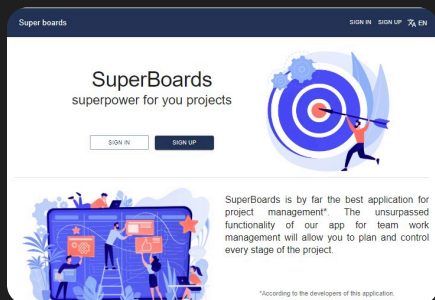 Super boards
SIGN IN SIGN UP EN
SuperBoards
superpower for you projects
SIGN IN SIGN UP
SuperBoards is by far the best application for
project management*. The unsurpassed
functionality of our app for team work
management will allow you to plan and control
every stage of the project.
*According to the developers of this application.